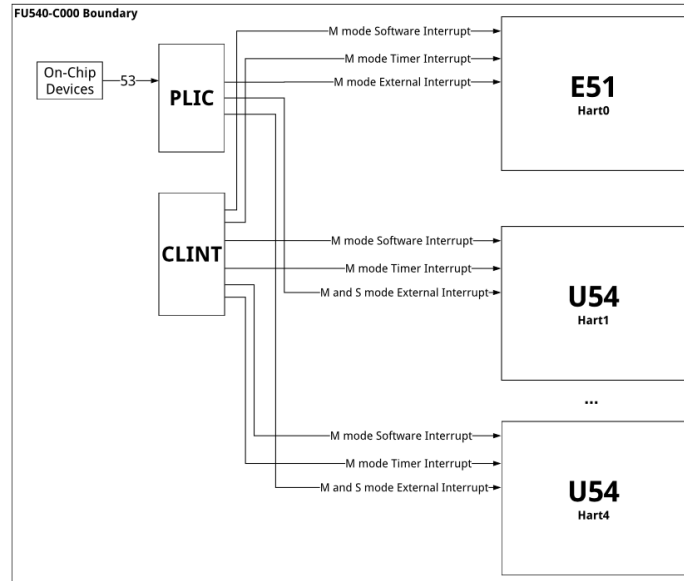 FU540-C000 Boundary
On-Chip
Devices
53
PLIC
CLINT
M mode Software Interrupt
M mode Timer Interrupt
M mode External Interrupt
E51
Hart0
M mode Software Interrupt
M mode Timer Interrupt
M and S mode External Interrupt
U54
Hart1
...
M mode Software Interrupt
M mode Timer Interrupt
M and S mode External Interrupt
U54
Hart4